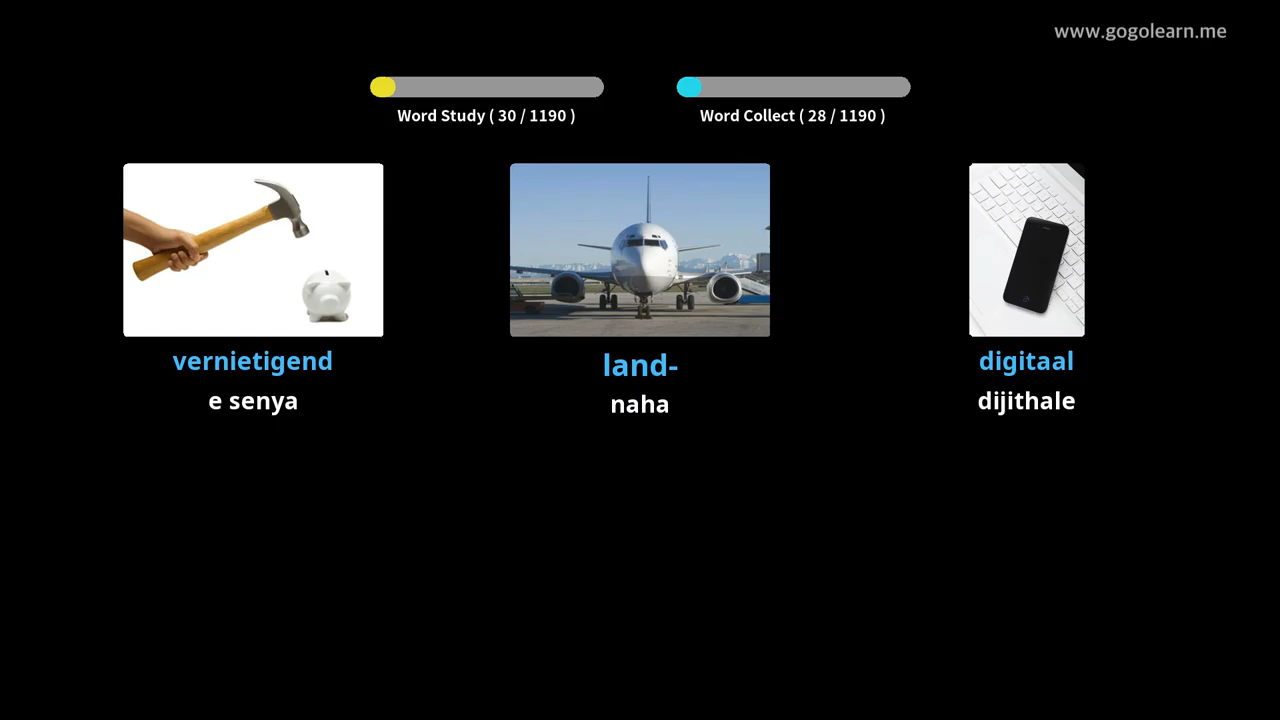 www.gogolearn.me
Word Study ( 30 / 1190 )
Word Collect ( 28 / 1190 )
vernietigend
e senya
land-
naha
digitaal
dijithale